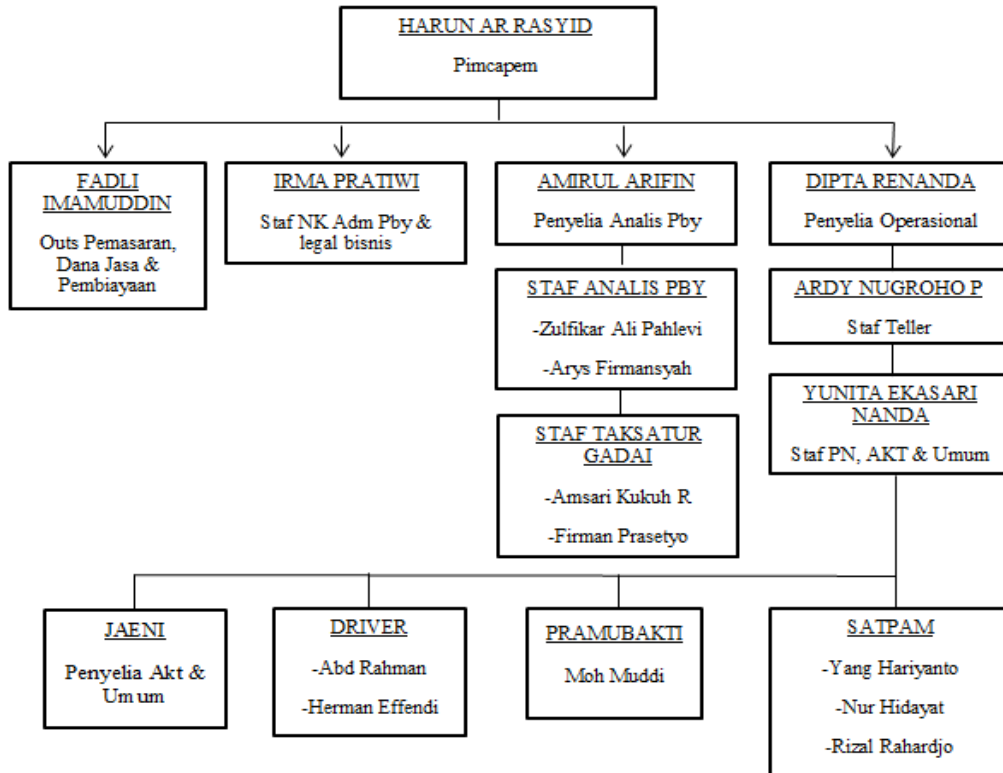 HARUN AR RASYID
Pimcapem
FADLI
IMAMUDDIN
Outs Pemasaran,
Dana Jasa &
Pembiayaan
IRMA PRATIWI
Staf NK Adm Pby &
legal bisnis
AMIRUL ARIFIN
Penyelia Analis Pby
DIPTA RENANDA
Penyelia Operasional
STAF ANALIS PBY
-Zulfikar Ali Pahlevi
-Arys Firmansyah
ARDY NUGROHO P
Staf Teller
YUNITA EKASARI
NANDA
Staf PN, AKT & Umum
STAF TAKSATUR
GADAI
-Amsari Kukuh R
-Firman Prasetyo
JAENI
Penyelia Akt &
Umum
DRIVER
-Abd Rahman
-Herman Effendi
PRAMUBAKTI
Moh Muddi
SATPAM
-Yang Hariyanto
-Nur Hidayat
-Rizal Rahardjo